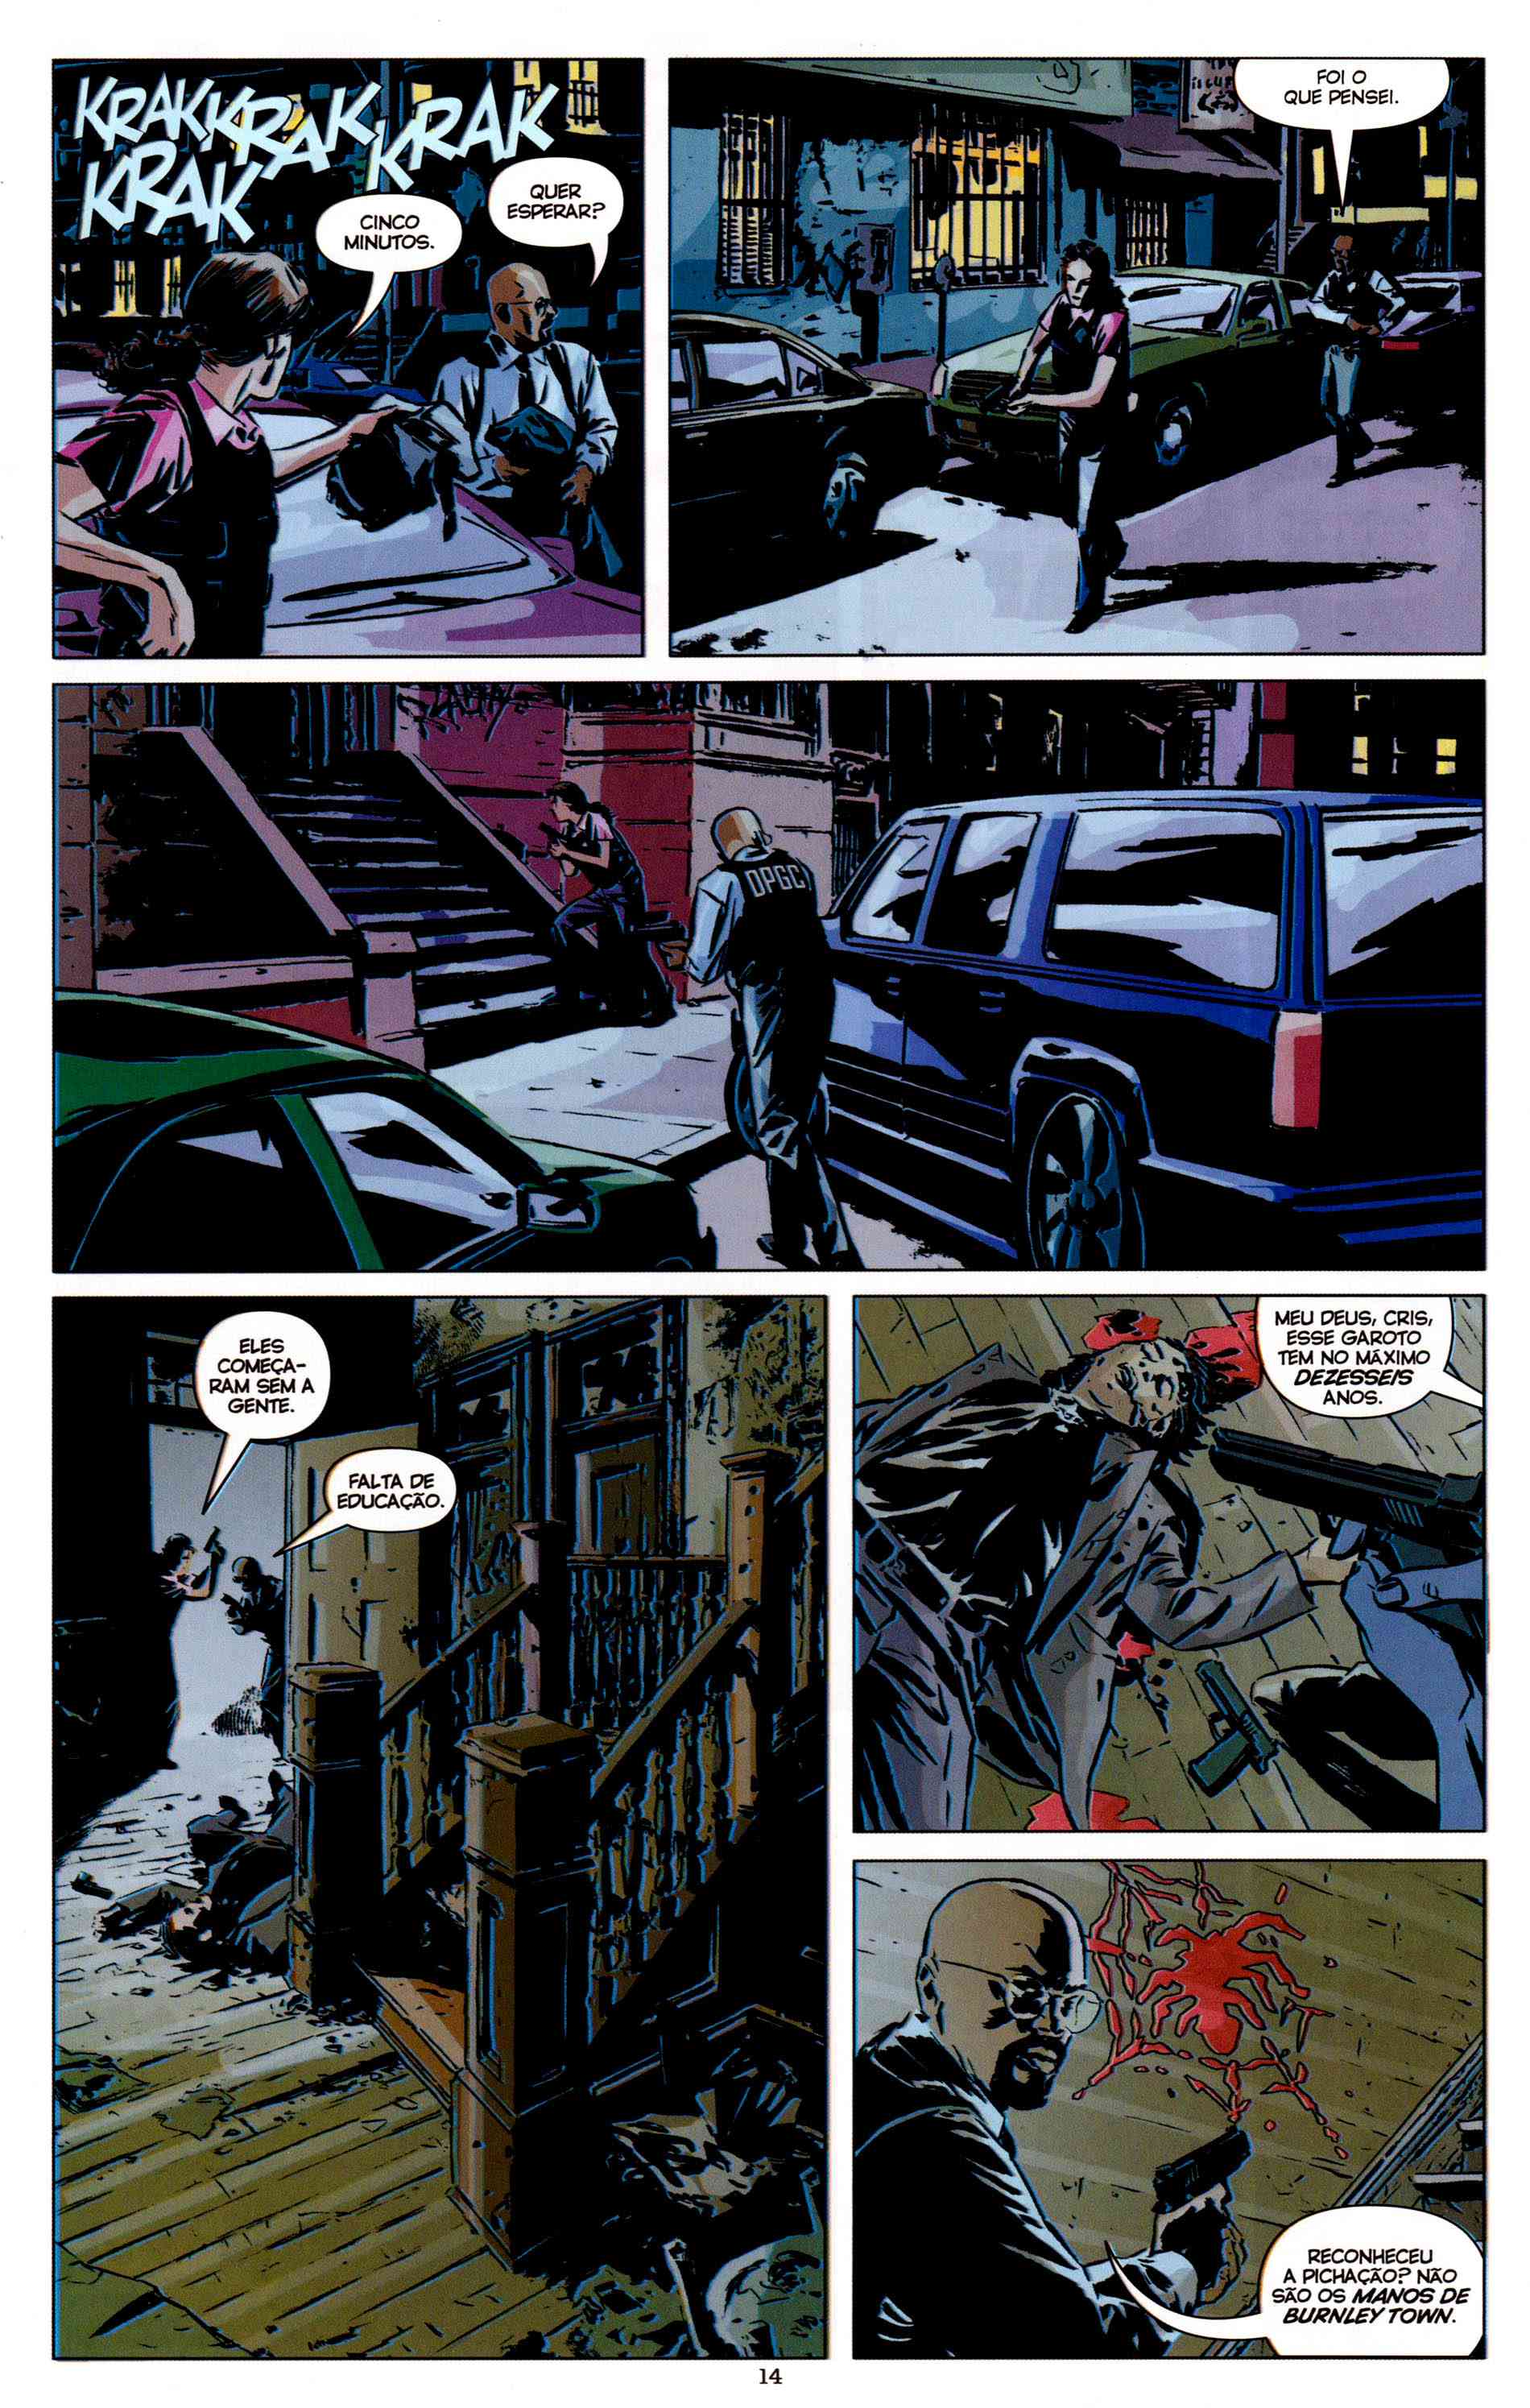 KRAKKRAK KRAK
KRAK
CINCO
MINUTOS.
QUER
ESPERAR?
FOI O
QUE PENSEI.
DPGC
ELES
COMEÇA-
RAM SEM A
GENTE.
FALTA DE
EDUCAÇÃO.
MEU DEUS, CRIS,
ESSE GAROTO
TEM NO MÁXIMO
DEZESSEIS
ANOS.
RECONHECEU
A PICHAÇÃO? NÃO
SÃO OS MANOS DE
BURNLEY TOWN.
14